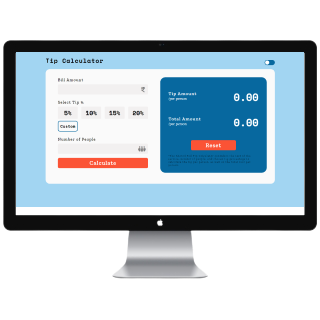 Tip Calculator
Bill Amount
₹
Select Tip %
5% 10% 15% 20%
Custom
Number of People
Calculate
Tip Amount
/per person
0.00
Total Amount
/per person
0.00
Reset